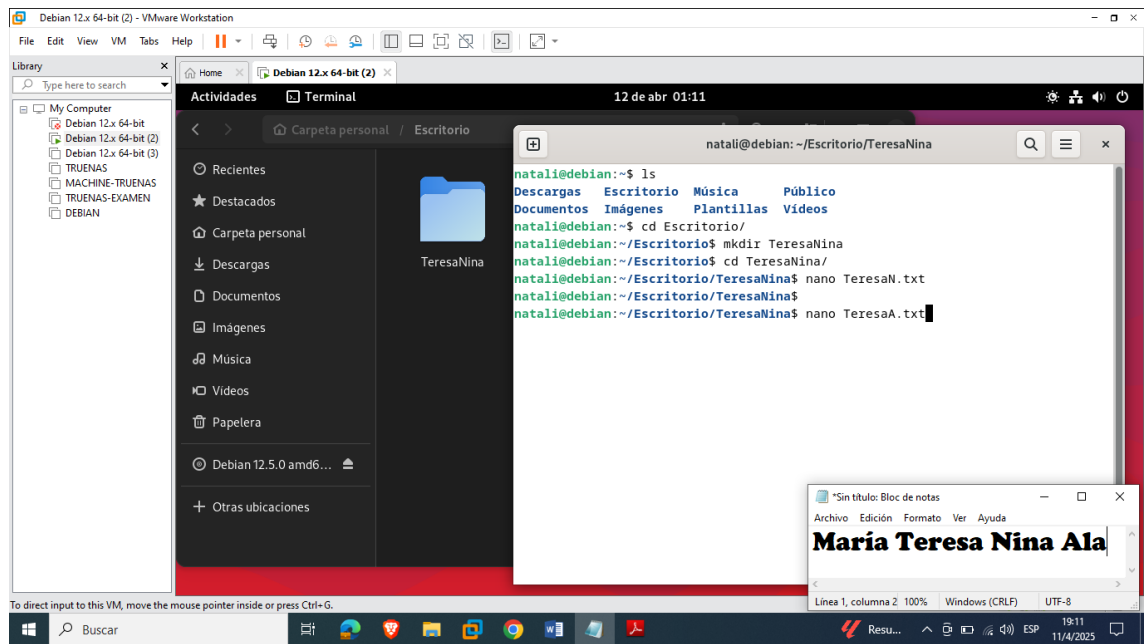 Debian 12.x 64-bit (2) - VMware Workstation
File Edit View VM Tabs Help
Library
Type here to search
My Computer
Debian 12.x 64-bit
Debian 12.x 64-bit (2)
Debian 12.x 64-bit (3)
TRUENAS
MACHINE-TRUENAS
TRUENAS-EXAMEN
DEBIAN
Home
Debian 12.x 64-bit (2)
Actividades Terminal 12 de abr 01:11
Carpeta personal / Escritorio
Recientes
Destacados
Carpeta personal
Descargas
Documentos
Imágenes
Música
Vídeos
Papelera
Debian 12.5.0 amd6...
+ Otras ubicaciones
TeresaNina
natali@debian: ~/Escritorio/TeresaNina
natali@debian:~$ ls
Descargas Escritorio Música Público
Documentos Imágenes Plantillas Vídeos
natali@debian:~$ cd Escritorio/
natali@debian:~/Escritorio$ mkdir TeresaNina
natali@debian:~/Escritorio$ cd TeresaNina/
natali@debian:~/Escritorio/TeresaNina$ nano TeresaN.txt
natali@debian:~/Escritorio/TeresaNina$
natali@debian:~/Escritorio/TeresaNina$ nano TeresaA.txt
*Sin título: Bloc de notas
Archivo Edición Formato Ver Ayuda
María Teresa Nina Ala
Línea 1, columna 2 100% Windows (CRLF) UTF-8
To direct input to this VM, move the mouse pointer inside or press Ctrl+G.
Buscar
Resu... ESP
19:11
11/4/2025